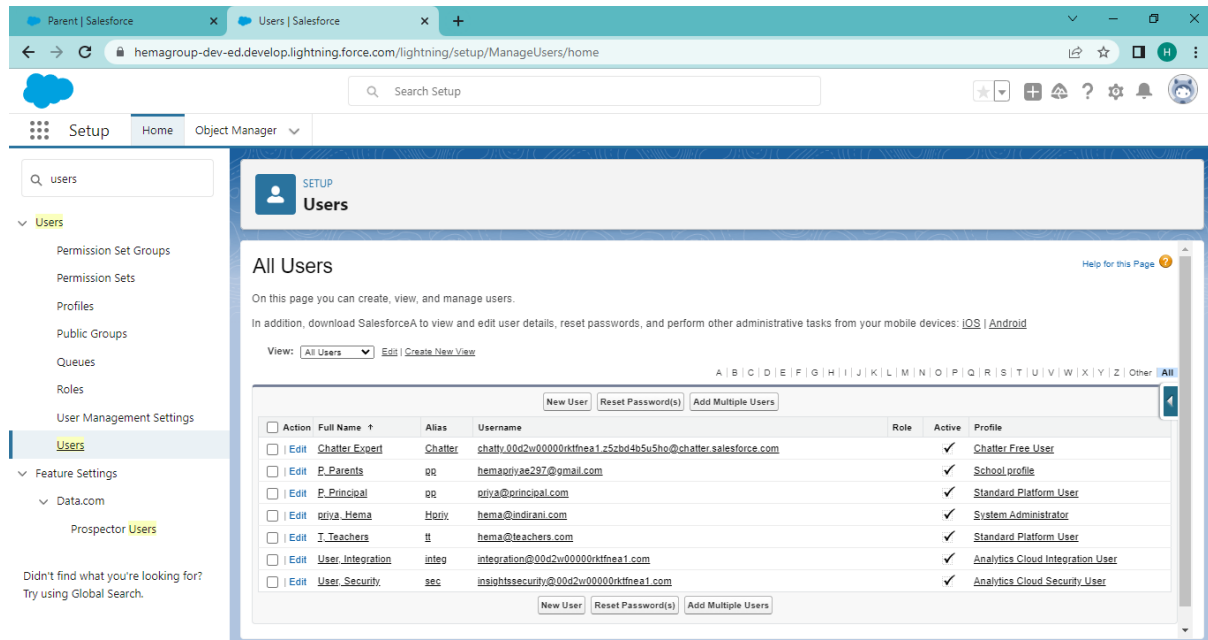 Parent | Salesforce
Users | Salesforce
hemagroup-dev-ed.develop.lightning.force.com/lightning/setup/ManageUsers/home
H
Search Setup
Setup
Home
Object Manager
users
Users
Permission Set Groups
Permission Sets
Profiles
Public Groups
Queues
Roles
User Management Settings
Users
Feature Settings
Data.com
Prospector Users
Didn't find what you're looking for?
Try using Global Search.
SETUP
Users
All Users
Help for this Page ?
On this page you can create, view, and manage users.
In addition, download SalesforceA to view and edit user details, reset passwords, and perform other administrative tasks from your mobile devices: iOS | Android
View: All Users Edit | Create New View
A | B | C | D | E | F | G | H | I | J | K | L | M | N | O | P | Q | R | S | T | U | V | W | X | Y | Z | Other All
New User Reset Password(s) Add Multiple Users
Action Full Name ↑ Alias Username Role Active Profile
| Edit Chatter Expert Chatter chatty.00d2w00000rktfnea1.z5zbd4b5u5ho@chatter.salesforce.com ✓ Chatter Free User
| Edit P, Parents pp hemapriyae297@gmail.com ✓ School profile
| Edit P, Principal pp priya@principal.com ✓ Standard Platform User
| Edit priya, Hema Hpriy hema@indirani.com ✓ System Administrator
| Edit T, Teachers tt hema@teachers.com ✓ Standard Platform User
| Edit User, Integration integ integration@00d2w00000rktfnea1.com ✓ Analytics Cloud Integration User
| Edit User, Security sec insightssecurity@00d2w00000rktfnea1.com ✓ Analytics Cloud Security User
New User Reset Password(s) Add Multiple Users